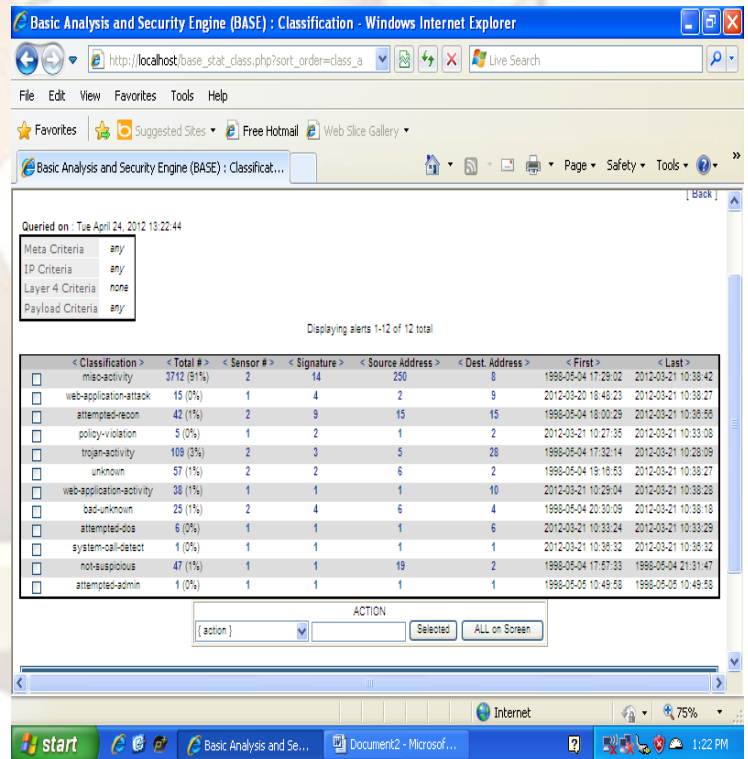 Basic Analysis and Security Engine (BASE) : Classification - Windows Internet Explorer
http://localhost/base_stat_class.php?sort_order=class_a
Live Search
File Edit View Favorites Tools Help
Favorites Suggested Sites Free Hotmail Web Slice Gallery
Basic Analysis and Security Engine (BASE) : Classificat...
Page Safety Tools »
[ Back ]
Queried on : Tue April 24, 2012 13:22:44
Meta Criteria any
IP Criteria any
Layer 4 Criteria none
Payload Criteria any
Displaying alerts 1-12 of 12 total
< Classification > < Total # > < Sensor # > < Signature > < Source Address > < Dest. Address > < First > < Last >
misc-activity 3712 (91%) 2 14 250 8 1998-05-04 17:29:02 2012-03-21 10:38:42
web-application-attack 15 (0%) 1 4 2 9 2012-03-20 18:48:23 2012-03-21 10:38:27
attempted-recon 42 (1%) 2 9 15 15 1998-05-04 18:00:29 2012-03-21 10:36:56
policy-violation 5 (0%) 1 2 1 2 2012-03-21 10:27:35 2012-03-21 10:33:08
trojan-activity 109 (3%) 2 3 5 28 1998-05-04 17:32:14 2012-03-21 10:28:09
unknown 57 (1%) 2 2 6 2 1998-05-04 19:16:53 2012-03-21 10:38:27
web-application-activity 38 (1%) 1 1 1 10 2012-03-21 10:29:04 2012-03-21 10:38:28
bad-unknown 25 (1%) 2 4 6 4 1998-05-04 20:30:09 2012-03-21 10:38:18
attempted-dos 6 (0%) 1 1 1 6 2012-03-21 10:33:24 2012-03-21 10:33:29
system-call-detect 1 (0%) 1 1 1 1 2012-03-21 10:36:32 2012-03-21 10:36:32
not-suspicious 47 (1%) 1 1 19 2 1998-05-04 17:57:33 1998-05-04 21:31:47
attempted-admin 1 (0%) 1 1 1 1 1998-05-05 10:49:58 1998-05-05 10:49:58
ACTION
{ action } Selected ALL on Screen
Internet 75%
start Basic Analysis and Se... Document2 - Microsof... 1:22 PM